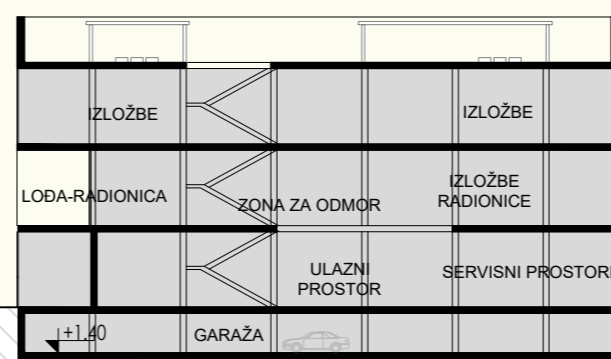 IZLOŽBE
IZLOŽBE
LOĐA-RADIONICA
ZONA ZA ODMOR
IZLOŽBE
RADIONICE
ULAZNI
PROSTOR
SERVISNI PROSTORI
+1,40
GARAŽA